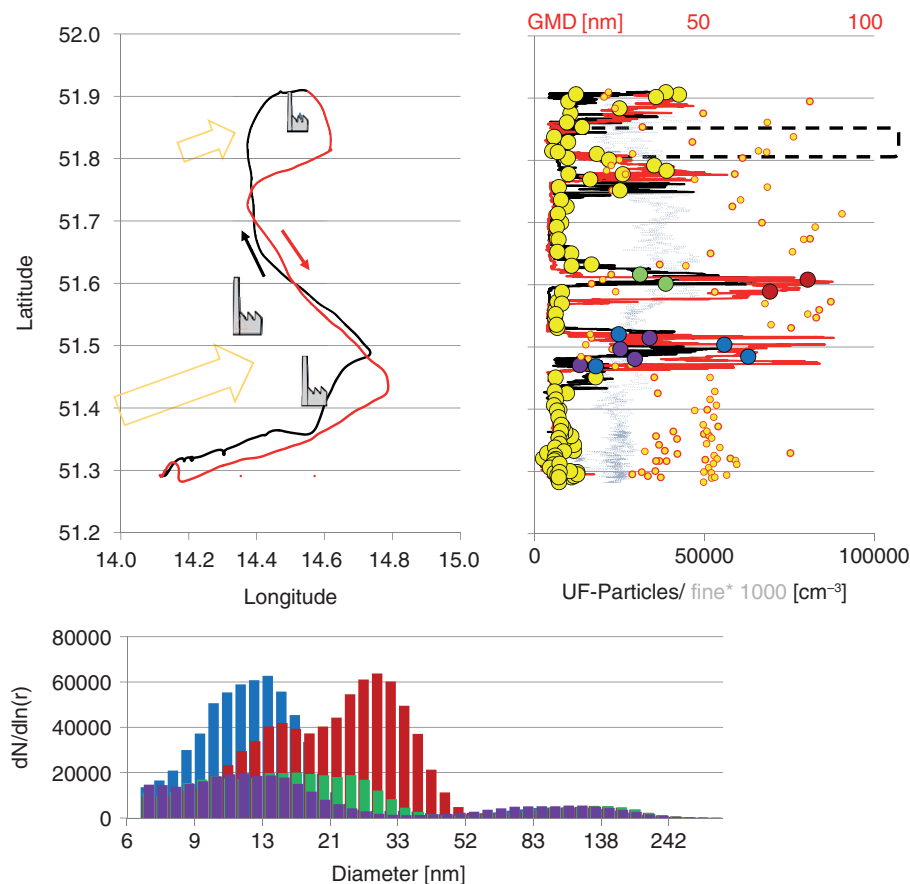 GMD [nm] 50 100
52.0
51.9
51.8
51.7
51.6
51.5
51.4
51.3
51.2
Latitude
14.0 14.2 14.4 14.6 14.8 15.0
Longitude
0 50000 100000
UF-Particles/ fine* 1000 [cm⁻³]
80000
60000
40000
20000
0
dN/dln(r)
6 9 13 21 33 52 83 138 242
Diameter [nm]